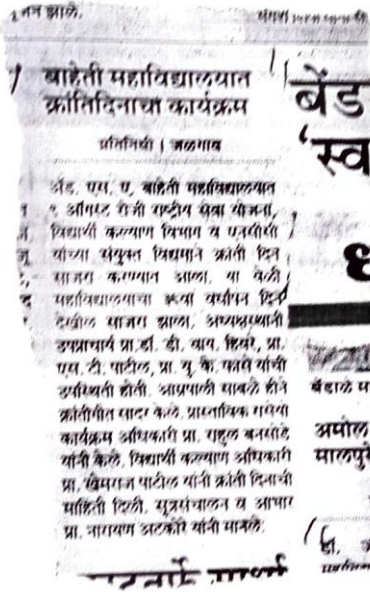 बाहेती महाविद्यालयात
क्रांतिदिनाचा कार्यक्रम
प्रतिनिधी | जळगाव
अॅड. एस. ए. बाहेती महाविद्यालयात
९ ऑगस्ट रोजी राष्ट्रीय सेवा योजना,
विद्यार्थी कल्याण विभाग व एनसीसी
यांच्या संयुक्त विद्यमाने क्रांती दिन
साजरा करण्यात आला. या वेळी
महाविद्यालयाचा वर्धापन दिन
देखील साजरा झाला. अध्यक्षस्थानी
उपप्राचार्य प्रा.डॉ. डी. वाय. हिवरे, प्रा.
एस. टी. पाटील, प्रा. यु. के. फासे यांची
उपस्थिती होती. आम्रपाली साबळे हीने
क्रांतीगीत सादर केले. प्रास्ताविक रासेयो
कार्यक्रम अधिकारी प्रा. राहूल बनसोडे
यांनी केले. विद्यार्थी कल्याण अधिकारी
प्रा. खेमराज पाटील यांनी क्रांती दिनाची
माहिती दिली. सूत्रसंचालन व आभार
प्रा. नारायण अटकोरे यांनी मानले.
बेंड
'स्व
बेंडाळे म
अमोल
मालपुरे
डॉ.